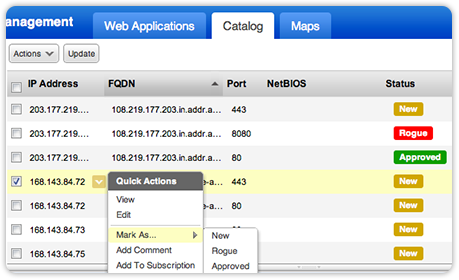 anagement
Web Applications
Catalog
Maps
Actions
Update
IP Address FQDN Port NetBIOS Status
203.177.219.... 108.219.177.203.in.addr.a... 443 New
203.177.219.... 108.219.177.203.in.addr.a... 8080 Rogue
203.177.219.... 108.219.177.203.in.addr.a... 80 Approved
168.143.84.72 Quick Actions e-a... 443 New
168.143.84.72 View e-a... 80 New
Edit
168.143.84.73 Mark As... New 80 New
Add Comment Rogue
168.143.84.75 Add To Subscription Approved New